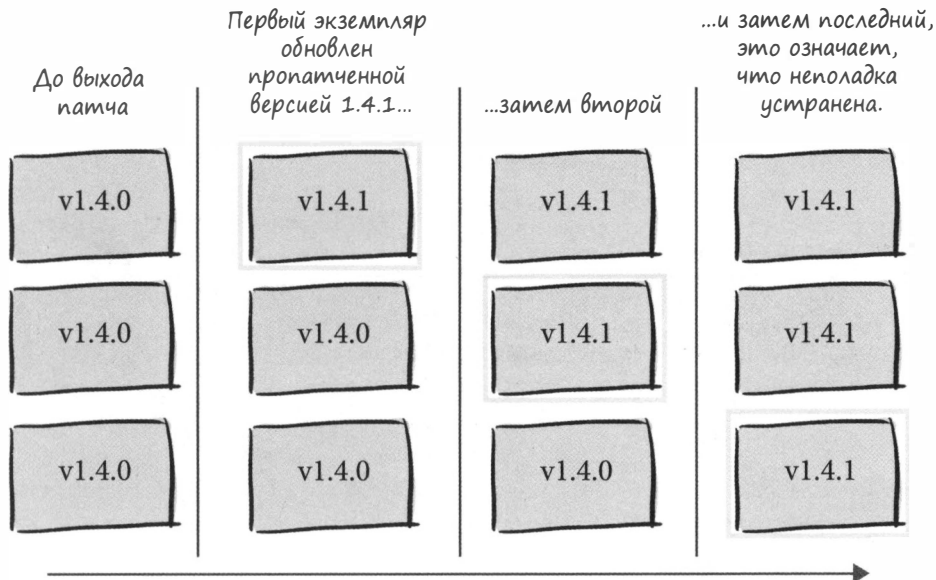 До выхода
патча
Первый экземпляр
обновлен
пропатченной
версией 1.4.1...
...затем второй
...и затем последний,
это означает,
что неполадка
устранена.
v1.4.0
v1.4.1
v1.4.1
v1.4.1
v1.4.0
v1.4.0
v1.4.1
v1.4.1
v1.4.0
v1.4.0
v1.4.0
v1.4.1